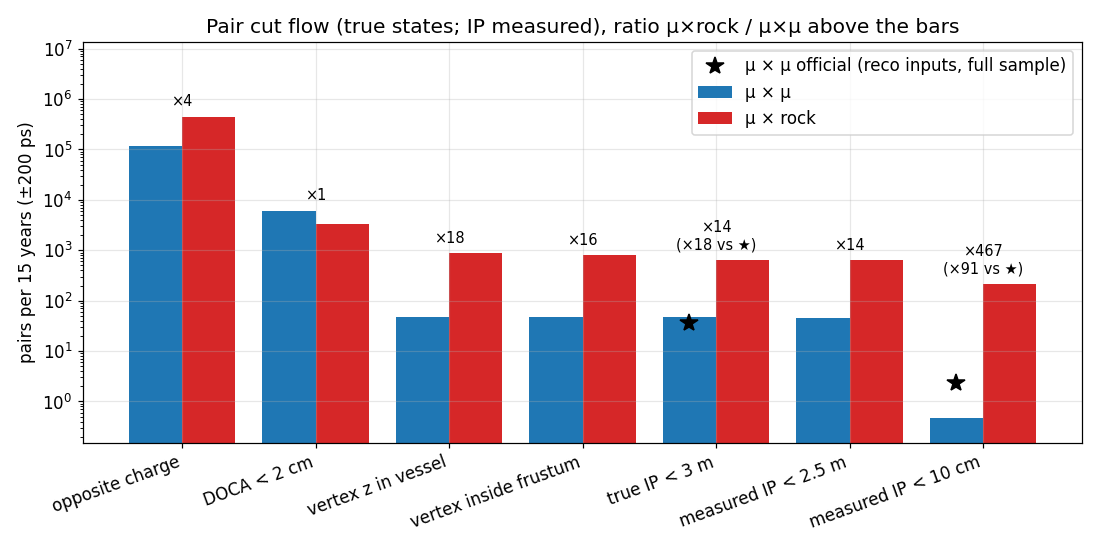 Pair cut flow (true states; IP measured), ratio μ×rock / μ×μ above the bars
pairs per 15 years (±200 ps)
10⁷
10⁶
10⁵
10⁴
10³
10²
10¹
10⁰
μ × μ official (reco inputs, full sample)
μ × μ
μ × rock
×4
×1
×18
×16
×14
(×18 vs ★)
×14
×467
(×91 vs ★)
opposite charge
DOCA < 2 cm
vertex z in vessel
vertex inside frustum
true IP < 3 m
measured IP < 2.5 m
measured IP < 10 cm